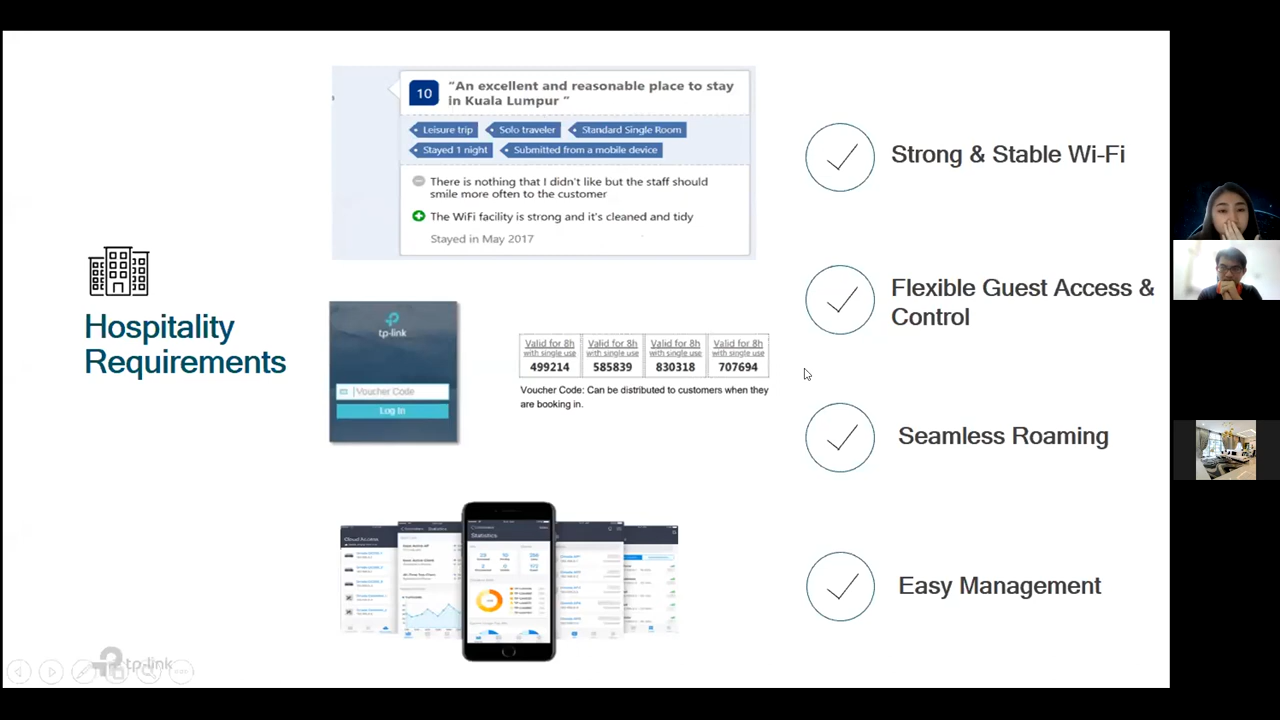 10
“An excellent and reasonable place to stay
in Kuala Lumpur ”
Leisure trip
Solo traveler
Standard Single Room
Stayed 1 night
Submitted from a mobile device
There is nothing that I didn't like but the staff should
smile more often to the customer
The WiFi facility is strong and it's cleaned and tidy
Stayed in May 2017
Strong & Stable Wi-Fi
Hospitality
Requirements
tp-link
Voucher Code
Log In
Valid for 8h
with single use
499214
Valid for 8h
with single use
585839
Valid for 8h
with single use
830318
Valid for 8h
with single use
707694
Voucher Code: Can be distributed to customers when they
are booking in.
Flexible Guest Access &
Control
Seamless Roaming
Cloud Access
Statistics
Easy Management
tp-link